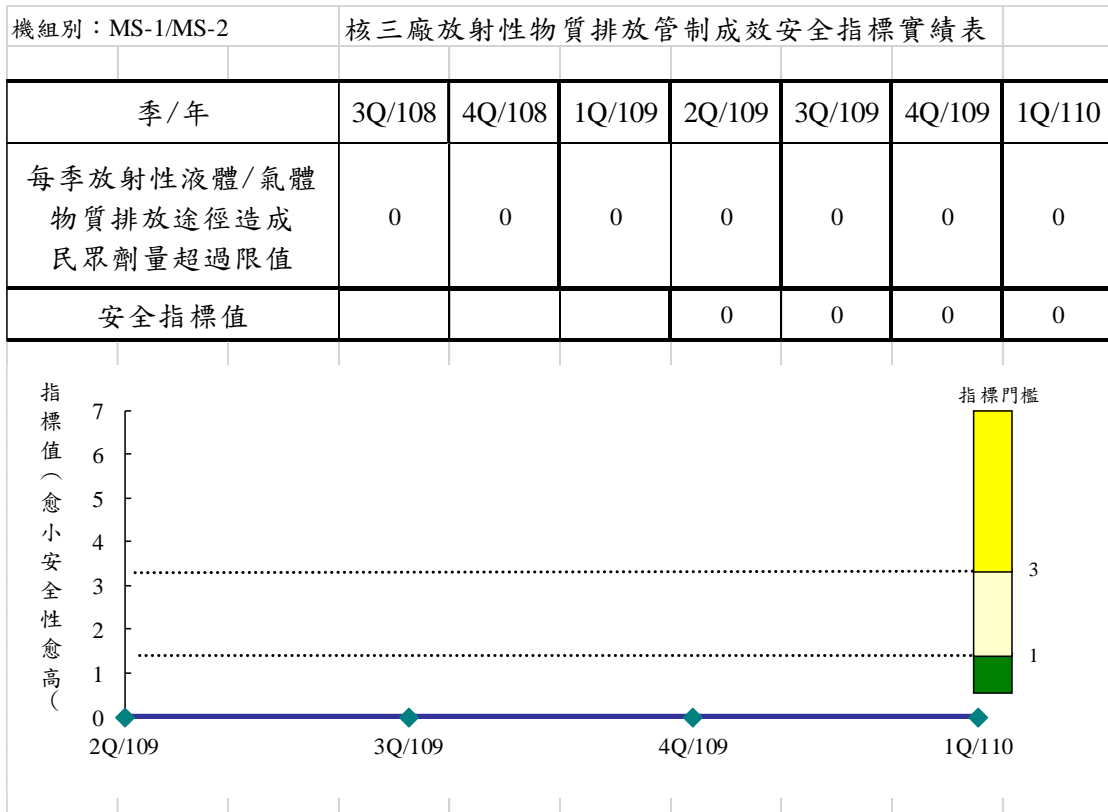 機組別：MS-1/MS-2 核三廠放射性物質排放管制成效安全指標實績表
季/年 3Q/108 4Q/108 1Q/109 2Q/109 3Q/109 4Q/109 1Q/110
每季放射性液體/氣體
物質排放途徑造成
民眾劑量超過限值
0 0 0 0 0 0 0
安全指標值 0 0 0 0
指標值（愈小安全性愈高（
指標門檻
7
6
5
4
3
2
1
0
3
1
2Q/109 3Q/109 4Q/109 1Q/110